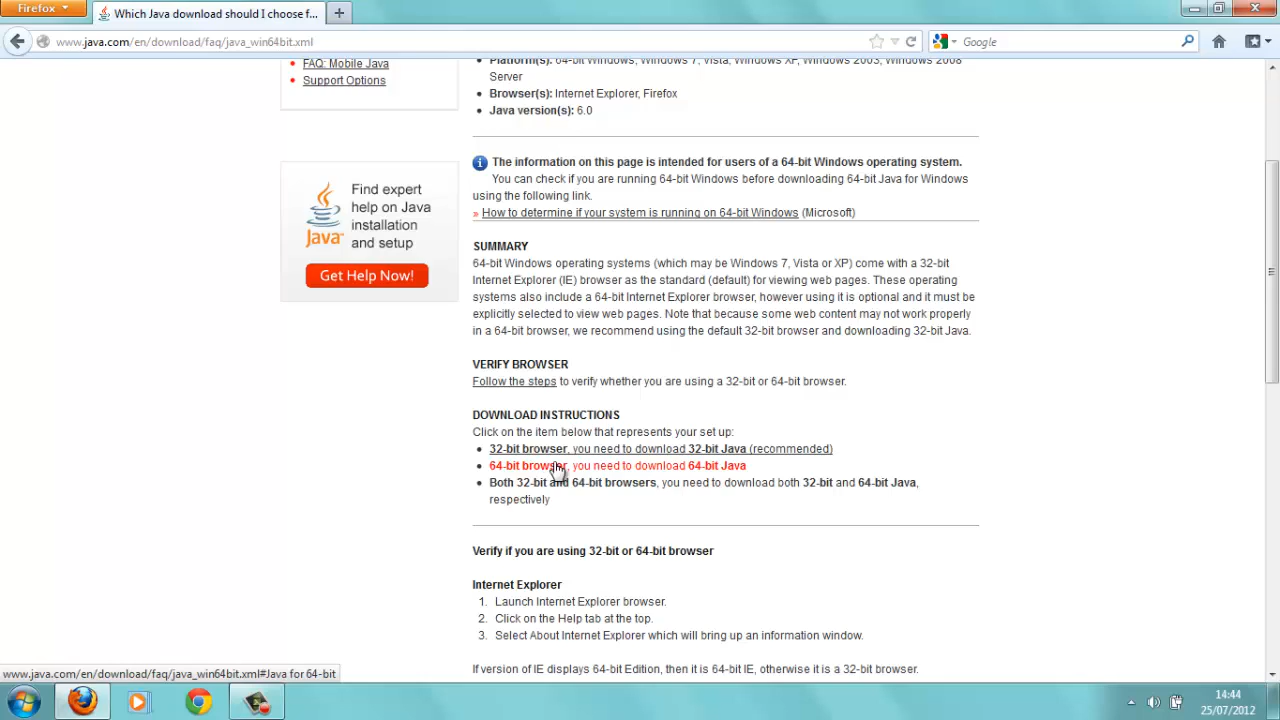 Firefox
Which Java download should I choose f...
www.java.com/en/download/faq/java_win64bit.xml
Google
FAQ: Mobile Java
Support Options
Find expert
help on Java
installation
and setup
Java
Get Help Now!
Platform(s): 64-bit Windows, Windows 7, Vista, Windows XP, Windows 2003, Windows 2008
Server
Browser(s): Internet Explorer, Firefox
Java version(s): 6.0
The information on this page is intended for users of a 64-bit Windows operating system.
You can check if you are running 64-bit Windows before downloading 64-bit Java for Windows
using the following link.
» How to determine if your system is running on 64-bit Windows (Microsoft)
SUMMARY
64-bit Windows operating systems (which may be Windows 7, Vista or XP) come with a 32-bit
Internet Explorer (IE) browser as the standard (default) for viewing web pages. These operating
systems also include a 64-bit Internet Explorer browser, however using it is optional and it must be
explicitly selected to view web pages. Note that because some web content may not work properly
in a 64-bit browser, we recommend using the default 32-bit browser and downloading 32-bit Java.
VERIFY BROWSER
Follow the steps to verify whether you are using a 32-bit or 64-bit browser.
DOWNLOAD INSTRUCTIONS
Click on the item below that represents your set up:
32-bit browser, you need to download 32-bit Java (recommended)
64-bit browser, you need to download 64-bit Java
Both 32-bit and 64-bit browsers, you need to download both 32-bit and 64-bit Java,
respectively
Verify if you are using 32-bit or 64-bit browser
Internet Explorer
1. Launch Internet Explorer browser.
2. Click on the Help tab at the top.
3. Select About Internet Explorer which will bring up an information window.
If version of IE displays 64-bit Edition, then it is 64-bit IE, otherwise it is a 32-bit browser.
www.java.com/en/download/faq/java_win64bit.xml#Java for 64-bit
14:44
25/07/2012